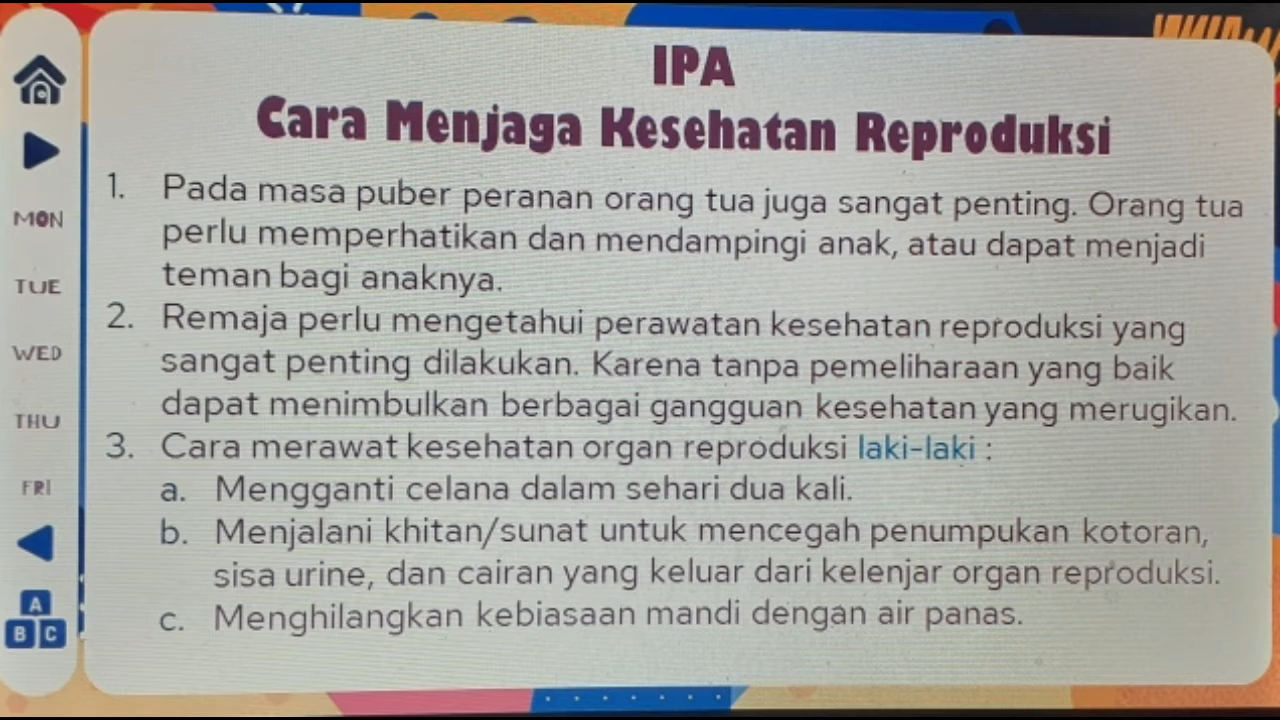 IPA
Cara Menjaga Kesehatan Reproduksi
1. Pada masa puber peranan orang tua juga sangat penting. Orang tua
perlu memperhatikan dan mendampingi anak, atau dapat menjadi
teman bagi anaknya.
2. Remaja perlu mengetahui perawatan kesehatan reproduksi yang
sangat penting dilakukan. Karena tanpa pemeliharaan yang baik
dapat menimbulkan berbagai gangguan kesehatan yang merugikan.
3. Cara merawat kesehatan organ reproduksi laki-laki :
a. Mengganti celana dalam sehari dua kali.
b. Menjalani khitan/sunat untuk mencegah penumpukan kotoran,
sisa urine, dan cairan yang keluar dari kelenjar organ reproduksi.
c. Menghilangkan kebiasaan mandi dengan air panas.
MON
TUE
WED
THU
FRI
A
B C